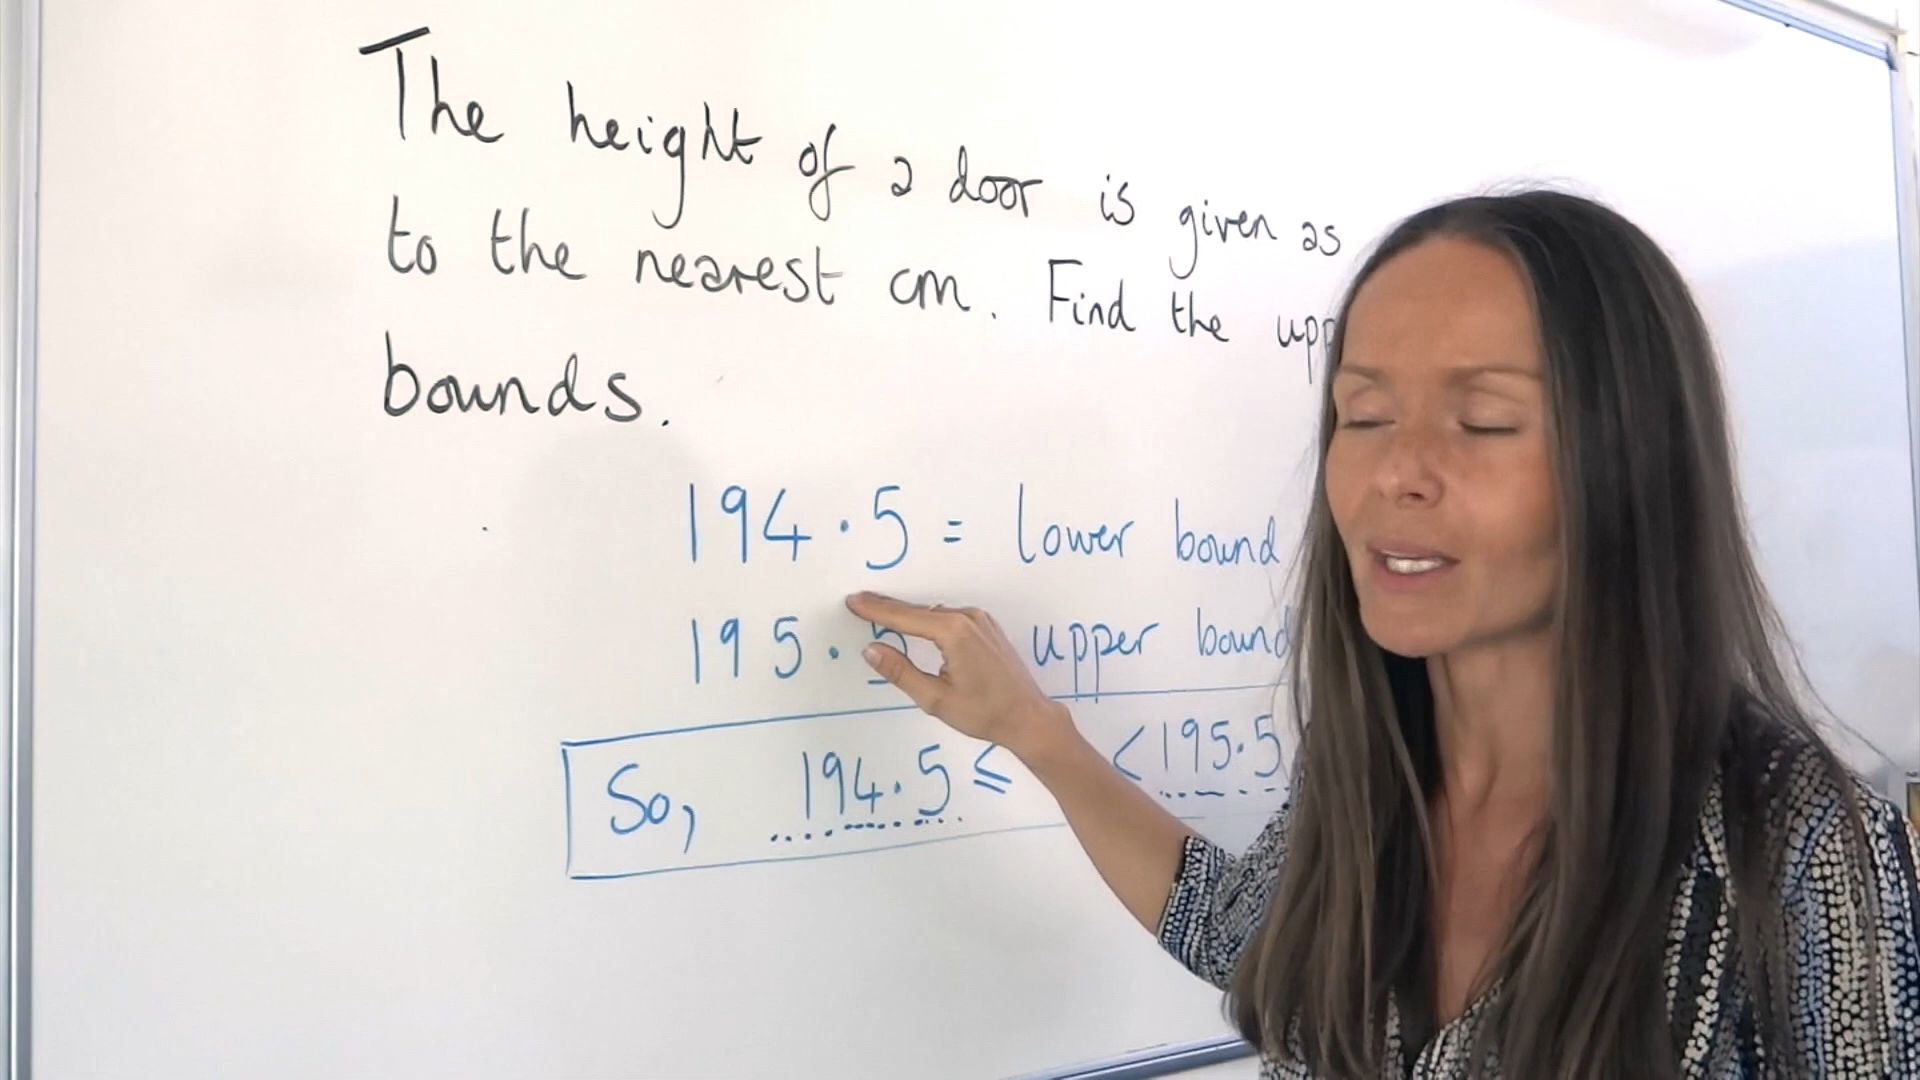 The height of a door is given as
to the nearest cm. Find the upp
bounds.
194.5 = lower bound
195.5 upper bound
So, 194.5 ≤ < 195.5